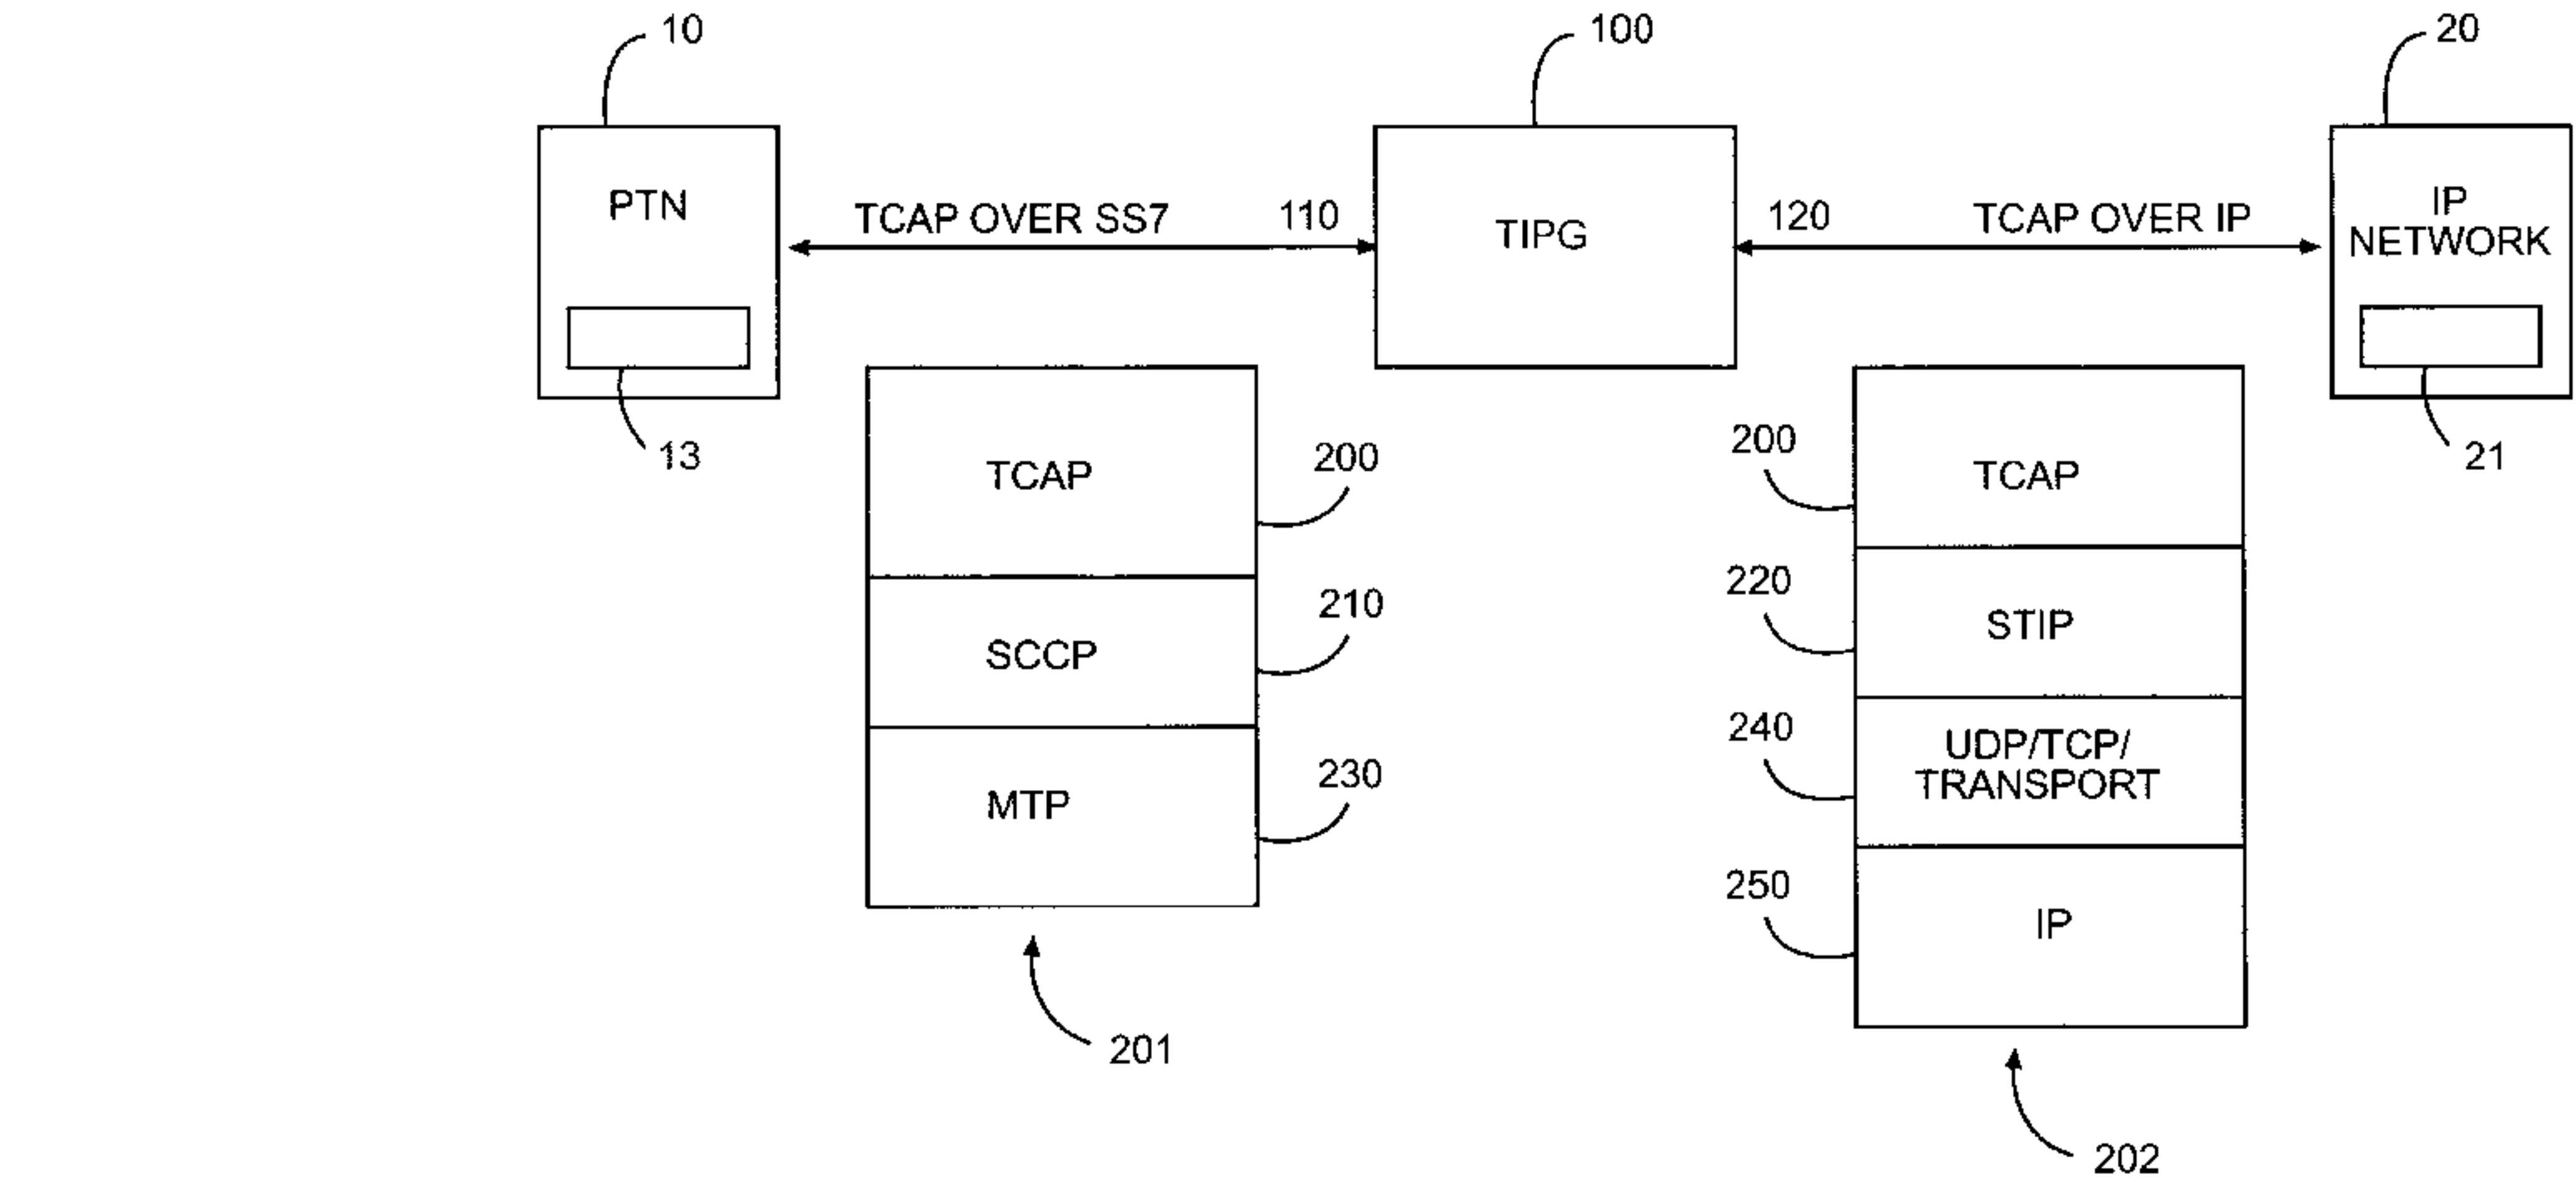 10
100
20
PTN
TCAP OVER SS7
110
TIPG
120
TCAP OVER IP
IP
NETWORK
13
21
TCAP
200
SCCP
210
MTP
230
201
200
TCAP
220
STIP
240
UDP/TCP/
TRANSPORT
250
IP
202